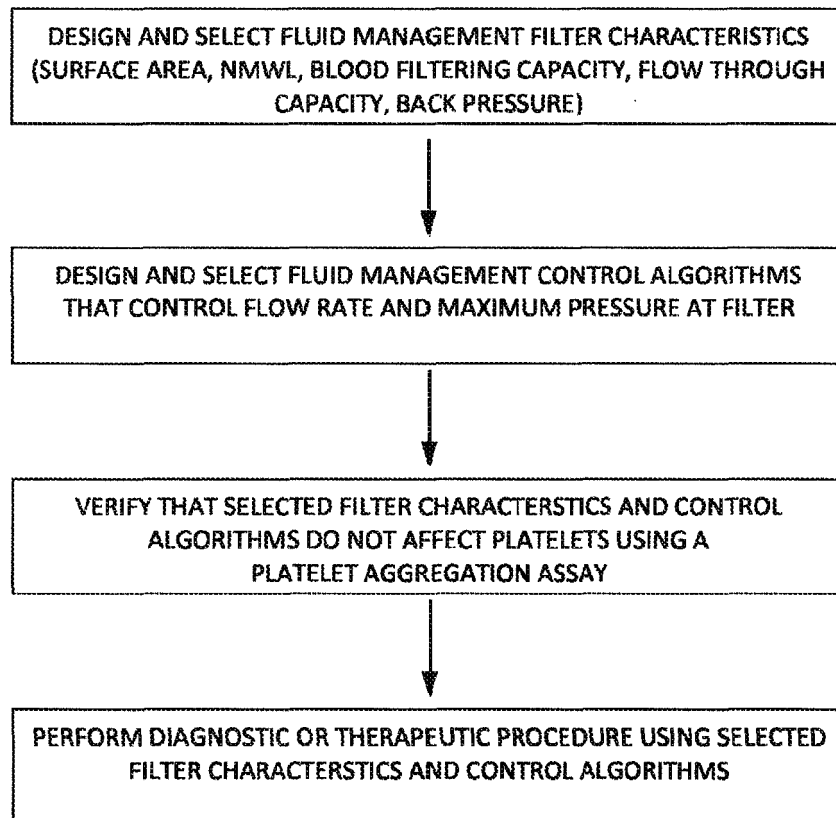 DESIGN AND SELECT FLUID MANAGEMENT FILTER CHARACTERISTICS
(SURFACE AREA, NMWL, BLOOD FILTERING CAPACITY, FLOW THROUGH
CAPACITY, BACK PRESSURE)
DESIGN AND SELECT FLUID MANAGEMENT CONTROL ALGORITHMS
THAT CONTROL FLOW RATE AND MAXIMUM PRESSURE AT FILTER
VERIFY THAT SELECTED FILTER CHARACTERSTICS AND CONTROL
ALGORITHMS DO NOT AFFECT PLATELETS USING A
PLATELET AGGREGATION ASSAY
PERFORM DIAGNOSTIC OR THERAPEUTIC PROCEDURE USING SELECTED
FILTER CHARACTERSTICS AND CONTROL ALGORITHMS